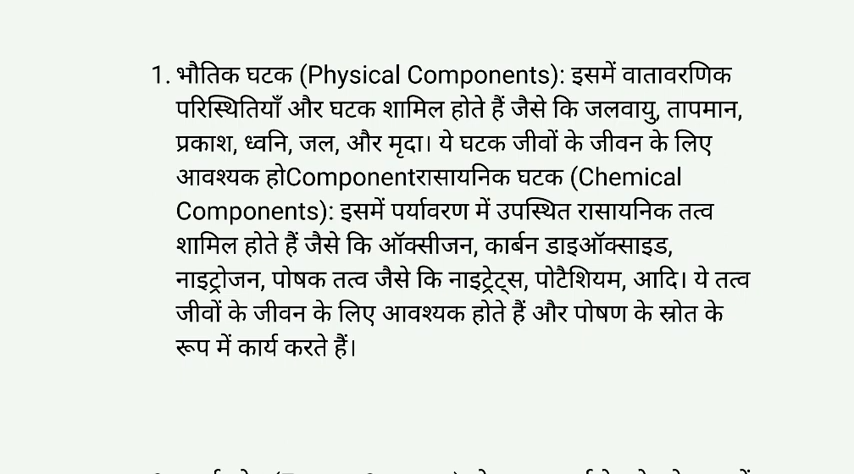 1. भौतिक घटक (Physical Components): इसमें वातावरणिक
परिस्थितियाँ और घटक शामिल होते हैं जैसे कि जलवायु, तापमान,
प्रकाश, ध्वनि, जल, और मृदा। ये घटक जीवों के जीवन के लिए
आवश्यक होComponentरासायनिक घटक (Chemical
Components): इसमें पर्यावरण में उपस्थित रासायनिक तत्व
शामिल होते हैं जैसे कि ऑक्सीजन, कार्बन डाइऑक्साइड,
नाइट्रोजन, पोषक तत्व जैसे कि नाइट्रेट्स, पोटैशियम, आदि। ये तत्व
जीवों के जीवन के लिए आवश्यक होते हैं और पोषण के स्रोत के
रूप में कार्य करते हैं।